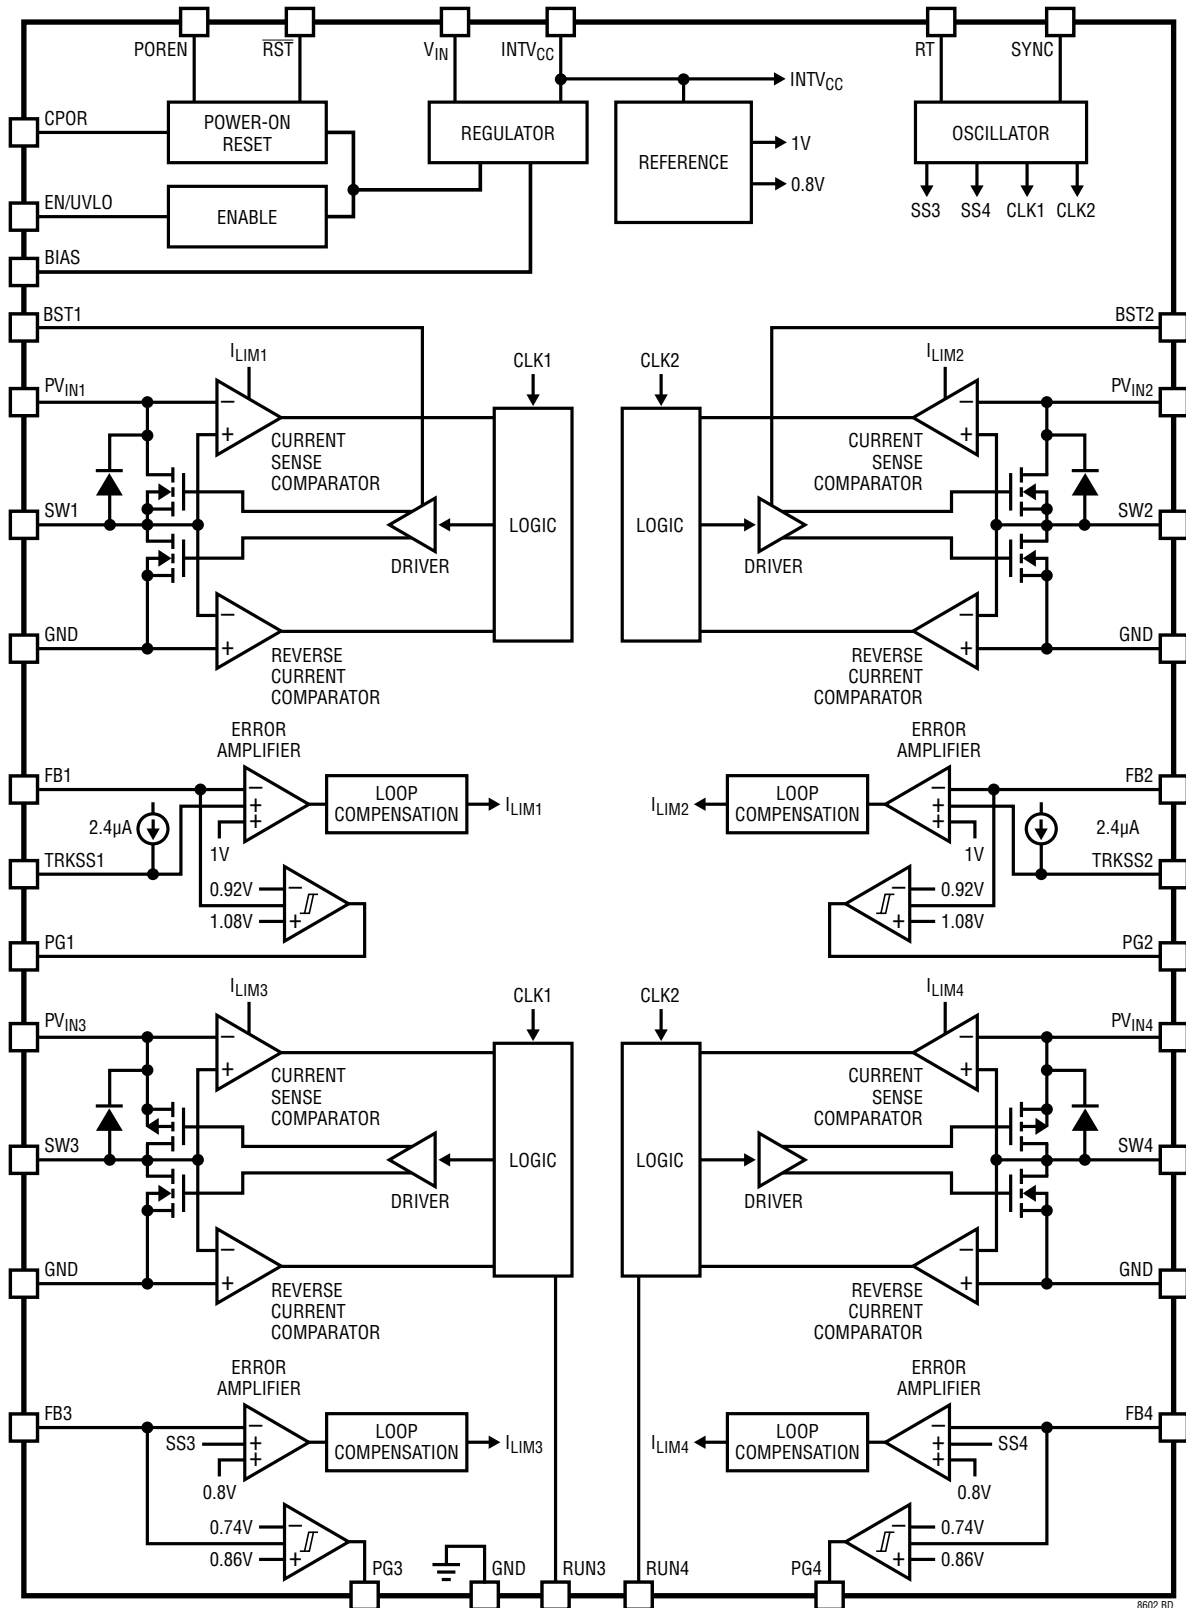 POREN
RST
VIN
INTVCC
RT
SYNC
INTVCC
CPOR
POWER-ON
RESET
REGULATOR
REFERENCE
1V
0.8V
OSCILLATOR
SS3
SS4
CLK1
CLK2
EN/UVLO
ENABLE
BIAS
BST1
BST2
ILIM1
CLK1
CLK2
ILIM2
PVIN1
PVIN2
−
+
CURRENT
SENSE
COMPARATOR
−
+
CURRENT
SENSE
COMPARATOR
SW1
DRIVER
LOGIC
LOGIC
DRIVER
SW2
GND
−
+
REVERSE
CURRENT
COMPARATOR
−
+
REVERSE
CURRENT
COMPARATOR
GND
ERROR
AMPLIFIER
ERROR
AMPLIFIER
FB1
−
+
+
LOOP
COMPENSATION
ILIM1
ILIM2
LOOP
COMPENSATION
−
+
+
FB2
2.4µA
1V
1V
2.4µA
TRKSS1
TRKSS2
0.92V
−
1.08V
+
−
0.92V
+
1.08V
PG1
PG2
ILIM3
CLK1
CLK2
ILIM4
PVIN3
PVIN4
−
+
CURRENT
SENSE
COMPARATOR
−
+
CURRENT
SENSE
COMPARATOR
SW3
DRIVER
LOGIC
LOGIC
DRIVER
SW4
GND
−
+
REVERSE
CURRENT
COMPARATOR
−
+
REVERSE
CURRENT
COMPARATOR
GND
ERROR
AMPLIFIER
ERROR
AMPLIFIER
FB3
SS3
−
+
+
LOOP
COMPENSATION
ILIM3
ILIM4
LOOP
COMPENSATION
−
+
+
SS4
FB4
0.8V
0.8V
0.74V
−
0.86V
+
−
0.74V
+
0.86V
PG3
GND
RUN3
RUN4
PG4
8602 BD